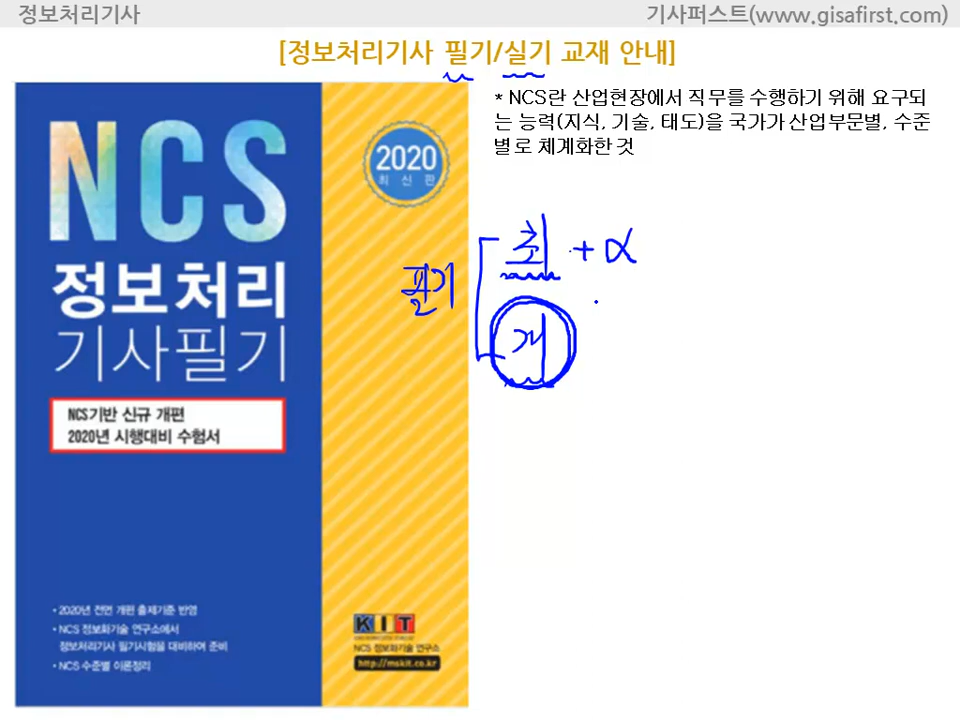 정보처리기사
기사퍼스트(www.gisafirst.com)
[정보처리기사 필기/실기 교재 안내]
* NCS란 산업현장에서 직무를 수행하기 위해 요구되
는 능력(지식, 기술, 태도)을 국가가 산업부문별, 수준
별로 체계화한 것
NCS
2020
최신판
정보처리
기사필기
NCS기반 신규 개편
2020년 시행대비 수험서
• 2020년 전면 개편 출제기준 반영
• NCS 정보화기술 연구소에서
정보처리기사 필기시험을 대비하여 준비
• NCS 수준별 이론정리
KIT
NCS 정보화기술 연구소
http://mskit.co.kr
필기
최 + α
개